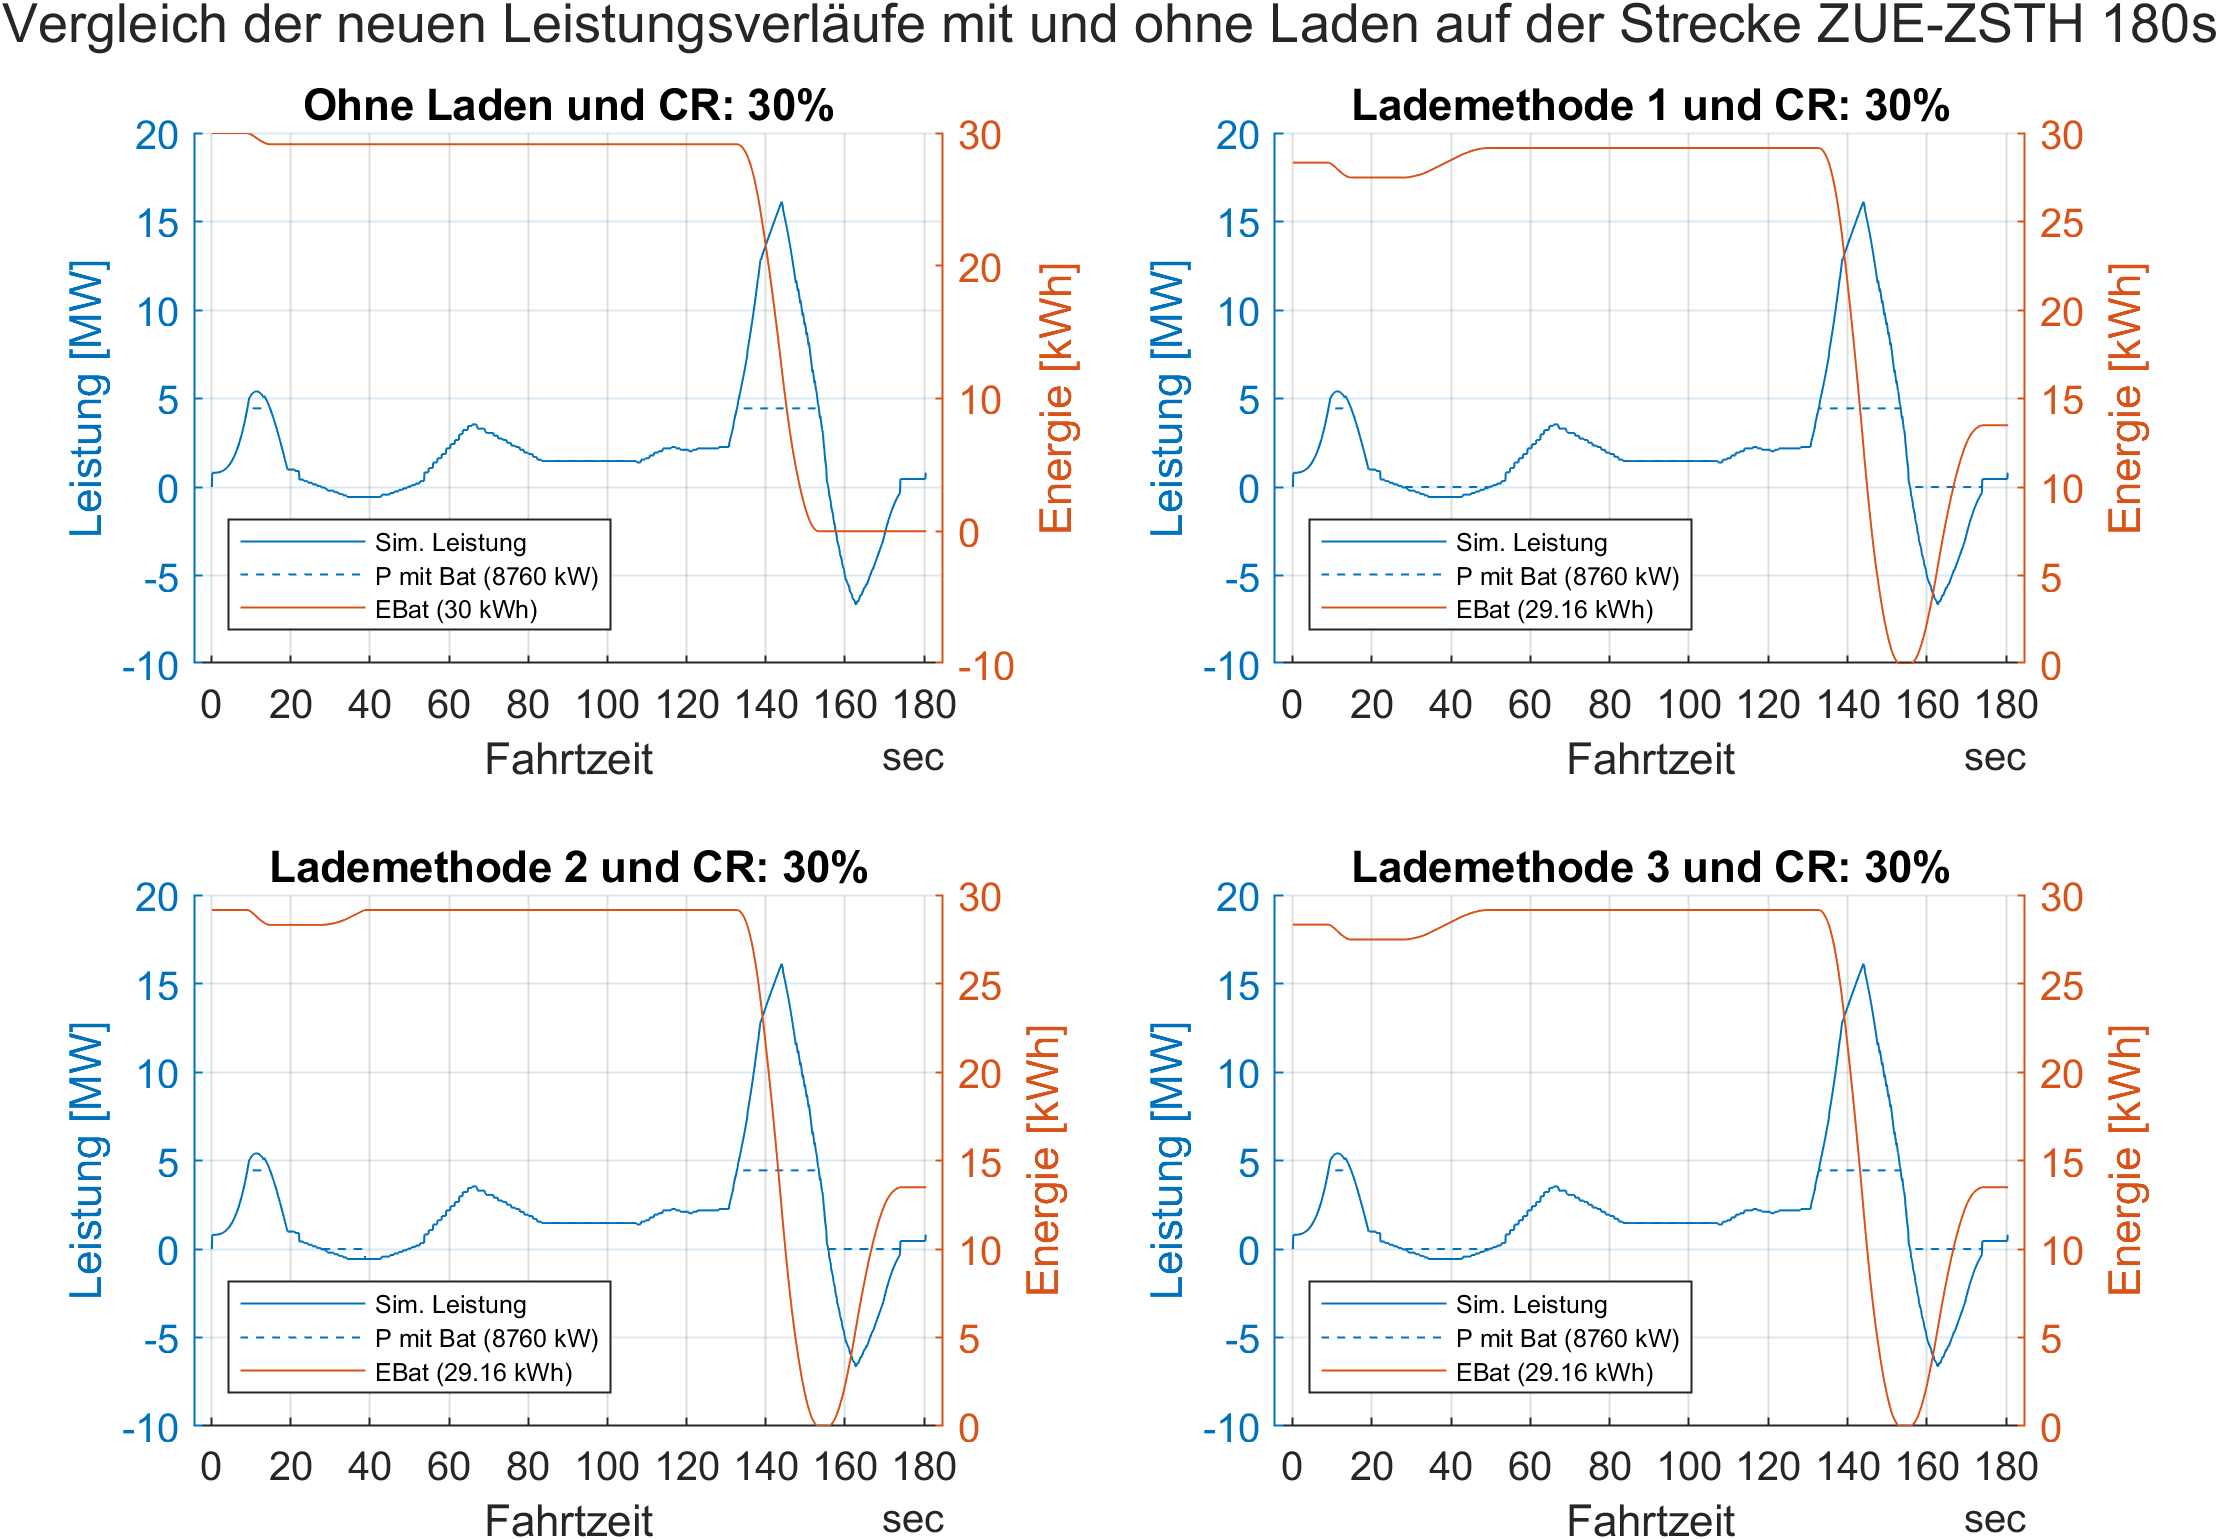 Vergleich der neuen Leistungsverläufe mit und ohne Laden auf der Strecke ZUE-ZSTH 180s
Ohne Laden und CR: 30%
20
15
10
5
0
-5
-10
Leistung [MW]
30
20
10
0
-10
Energie [kWh]
Sim. Leistung
P mit Bat (8760 kW)
EBat (30 kWh)
0 20 40 60 80 100 120 140 160 180
Fahrtzeit sec
Lademethode 1 und CR: 30%
20
15
10
5
0
-5
-10
Leistung [MW]
30
25
20
15
10
5
0
Energie [kWh]
Sim. Leistung
P mit Bat (8760 kW)
EBat (29.16 kWh)
0 20 40 60 80 100 120 140 160 180
Fahrtzeit sec
Lademethode 2 und CR: 30%
20
15
10
5
0
-5
-10
Leistung [MW]
30
25
20
15
10
5
0
Energie [kWh]
Sim. Leistung
P mit Bat (8760 kW)
EBat (29.16 kWh)
0 20 40 60 80 100 120 140 160 180
Fahrtzeit sec
Lademethode 3 und CR: 30%
20
15
10
5
0
-5
-10
Leistung [MW]
30
25
20
15
10
5
0
Energie [kWh]
Sim. Leistung
P mit Bat (8760 kW)
EBat (29.16 kWh)
0 20 40 60 80 100 120 140 160 180
Fahrtzeit sec